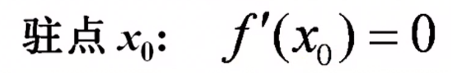 驻点 x₀: f′(x₀) = 0